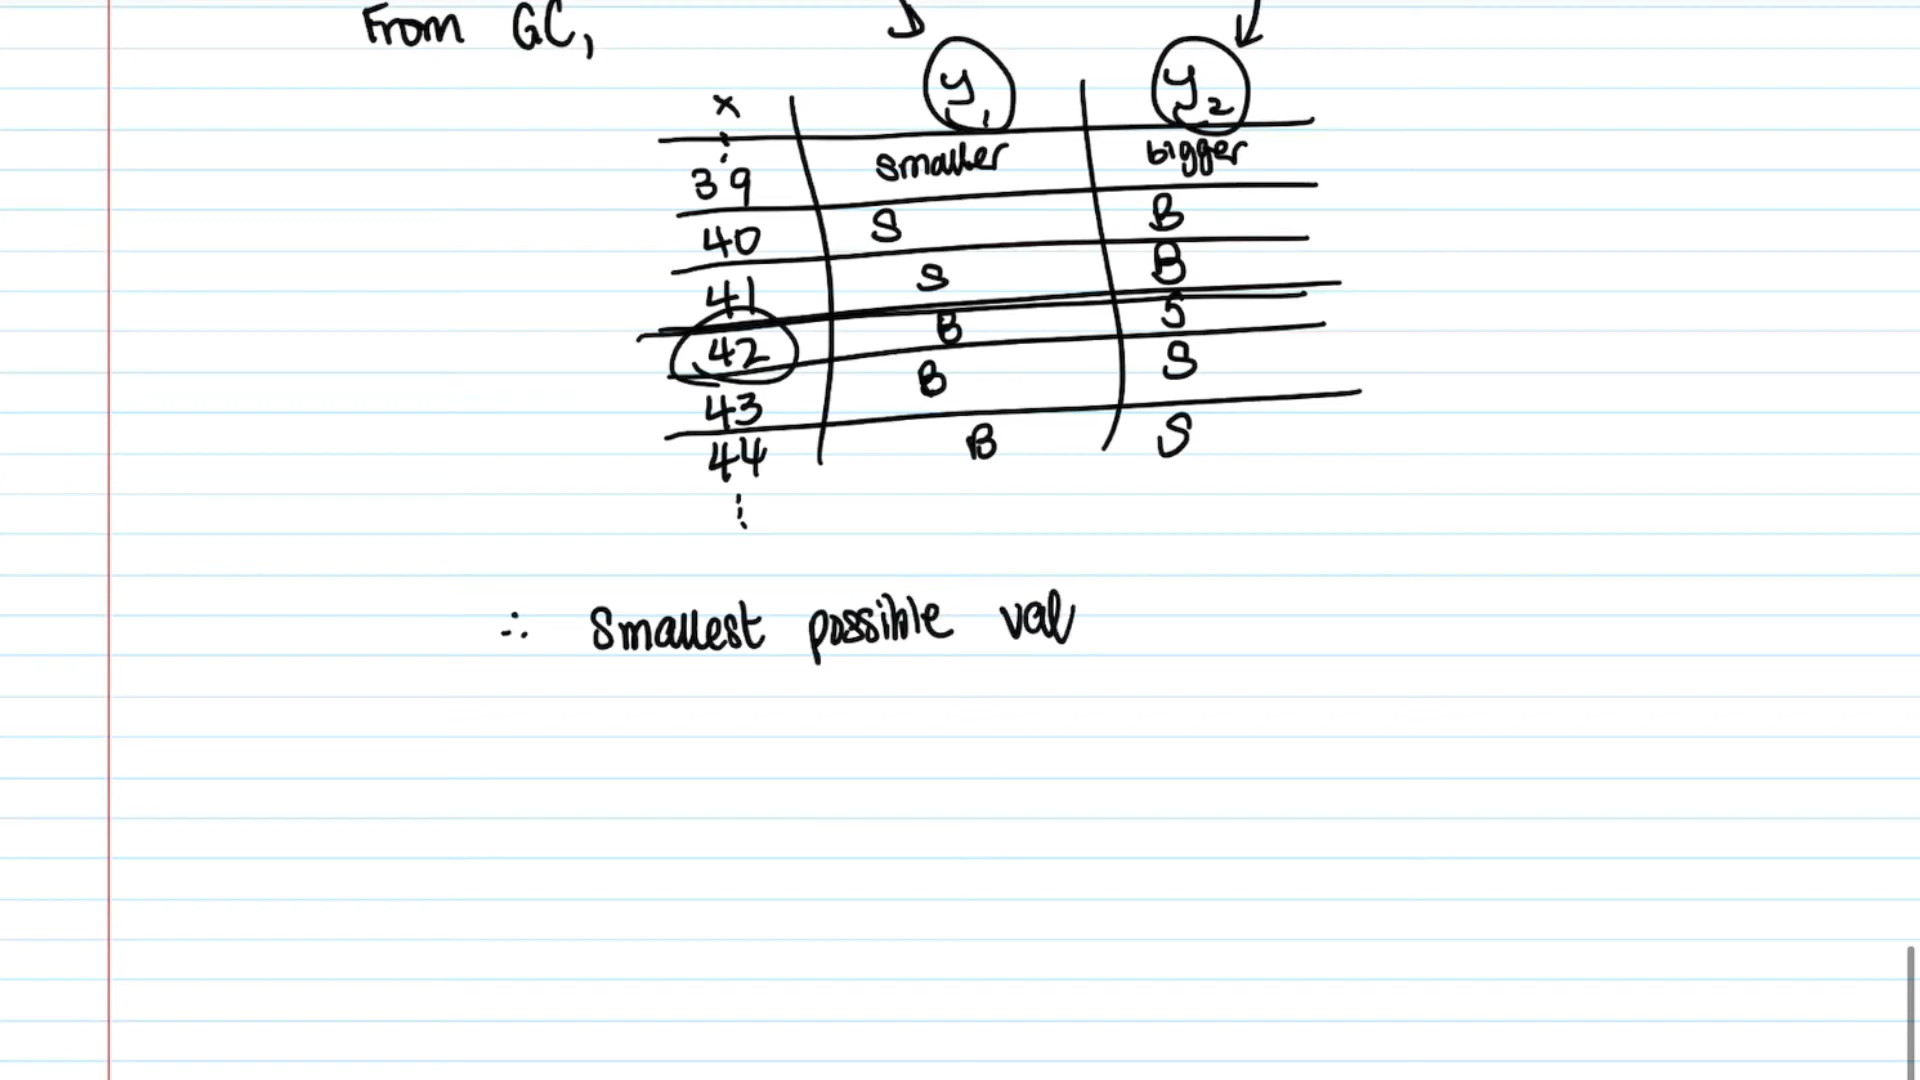 From GC,
x y₁ y₂
⋮
39 smaller bigger
40 S B
41 S B
42 B S
43 B S
44 B S
⋮
∴ Smallest possible val